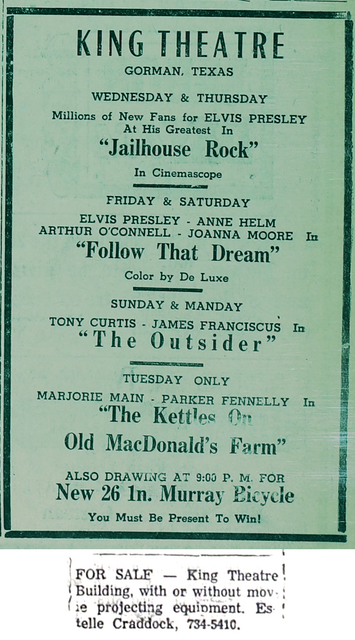 KING THEATRE
GORMAN, TEXAS
WEDNESDAY & THURSDAY
Millions of New Fans for ELVIS PRESLEY
At His Greatest In
"Jailhouse Rock"
In Cinemascope
FRIDAY & SATURDAY
ELVIS PRESLEY - ANNE HELM
ARTHUR O'CONNELL - JOANNA MOORE In
"Follow That Dream"
Color by De Luxe
SUNDAY & MANDAY
TONY CURTIS - JAMES FRANCISCUS In
"The Outsider"
TUESDAY ONLY
MARJORIE MAIN - PARKER FENNELLY In
"The Kettles On
Old MacDonald's Farm"
ALSO DRAWING AT 9:00 P. M. FOR
New 26 1n. Murray Bicycle
You Must Be Present To Win!
FOR SALE — King Theatre
Building, with or without mov-
ie projecting equipment. Es-
telle Craddock, 734-5410.